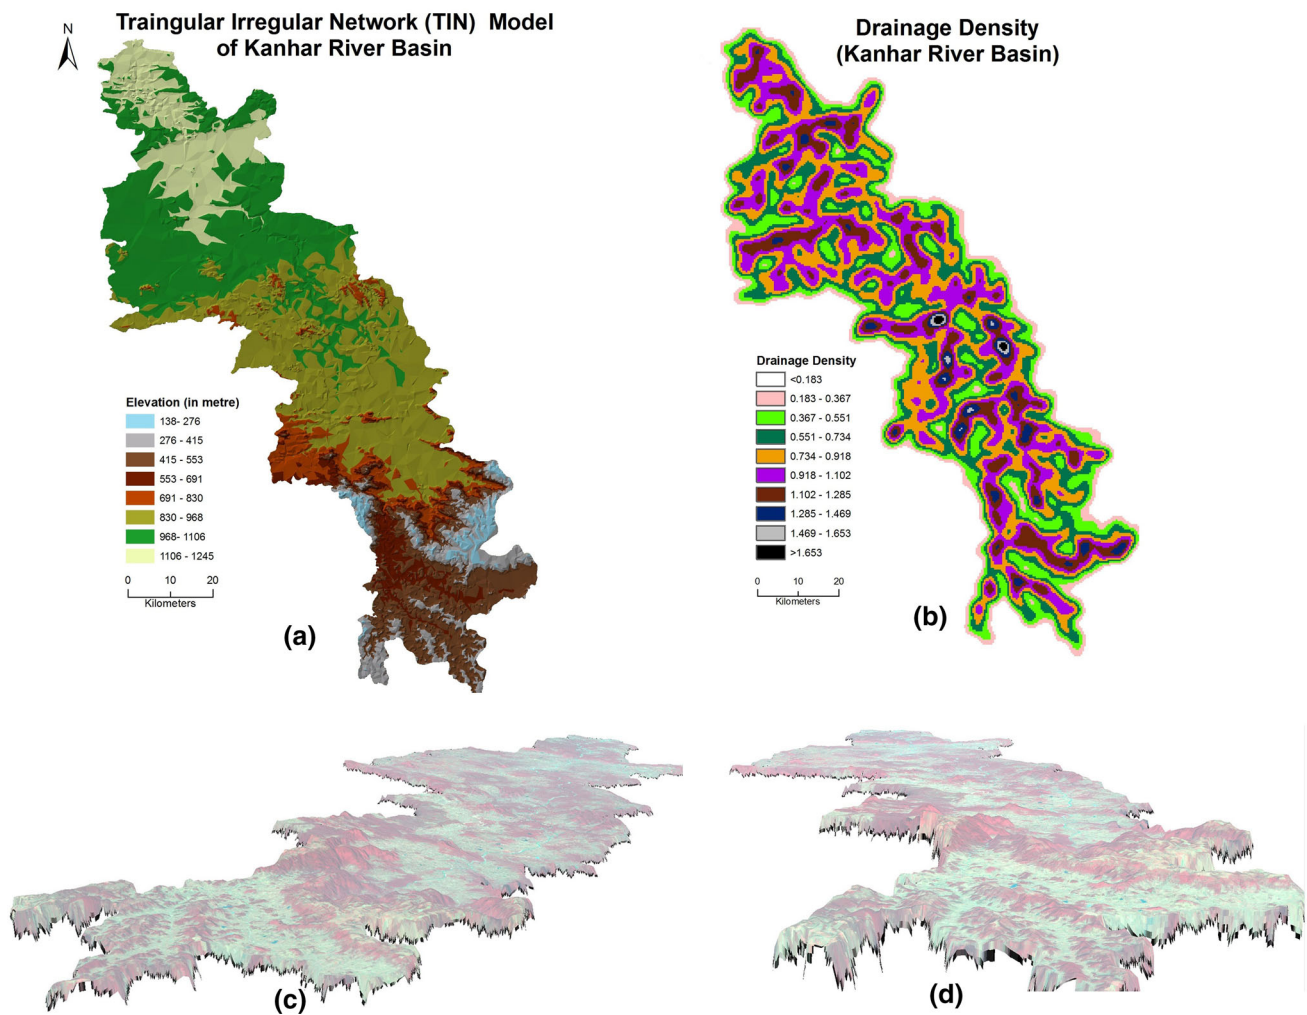 Traingular Irregular Network (TIN) Model
of Kanhar River Basin
N
Elevation (in metre)
138- 276
276 - 415
415 - 553
553 - 691
691 - 830
830 - 968
968- 1106
1106 - 1245
0 10 20
Kilometers
(a)
Drainage Density
(Kanhar River Basin)
Drainage Density
<0.183
0.183 - 0.367
0.367 - 0.551
0.551 - 0.734
0.734 - 0.918
0.918 - 1.102
1.102 - 1.285
1.285 - 1.469
1.469 - 1.653
>1.653
0 10 20
Kilometers
(b)
(c)
(d)